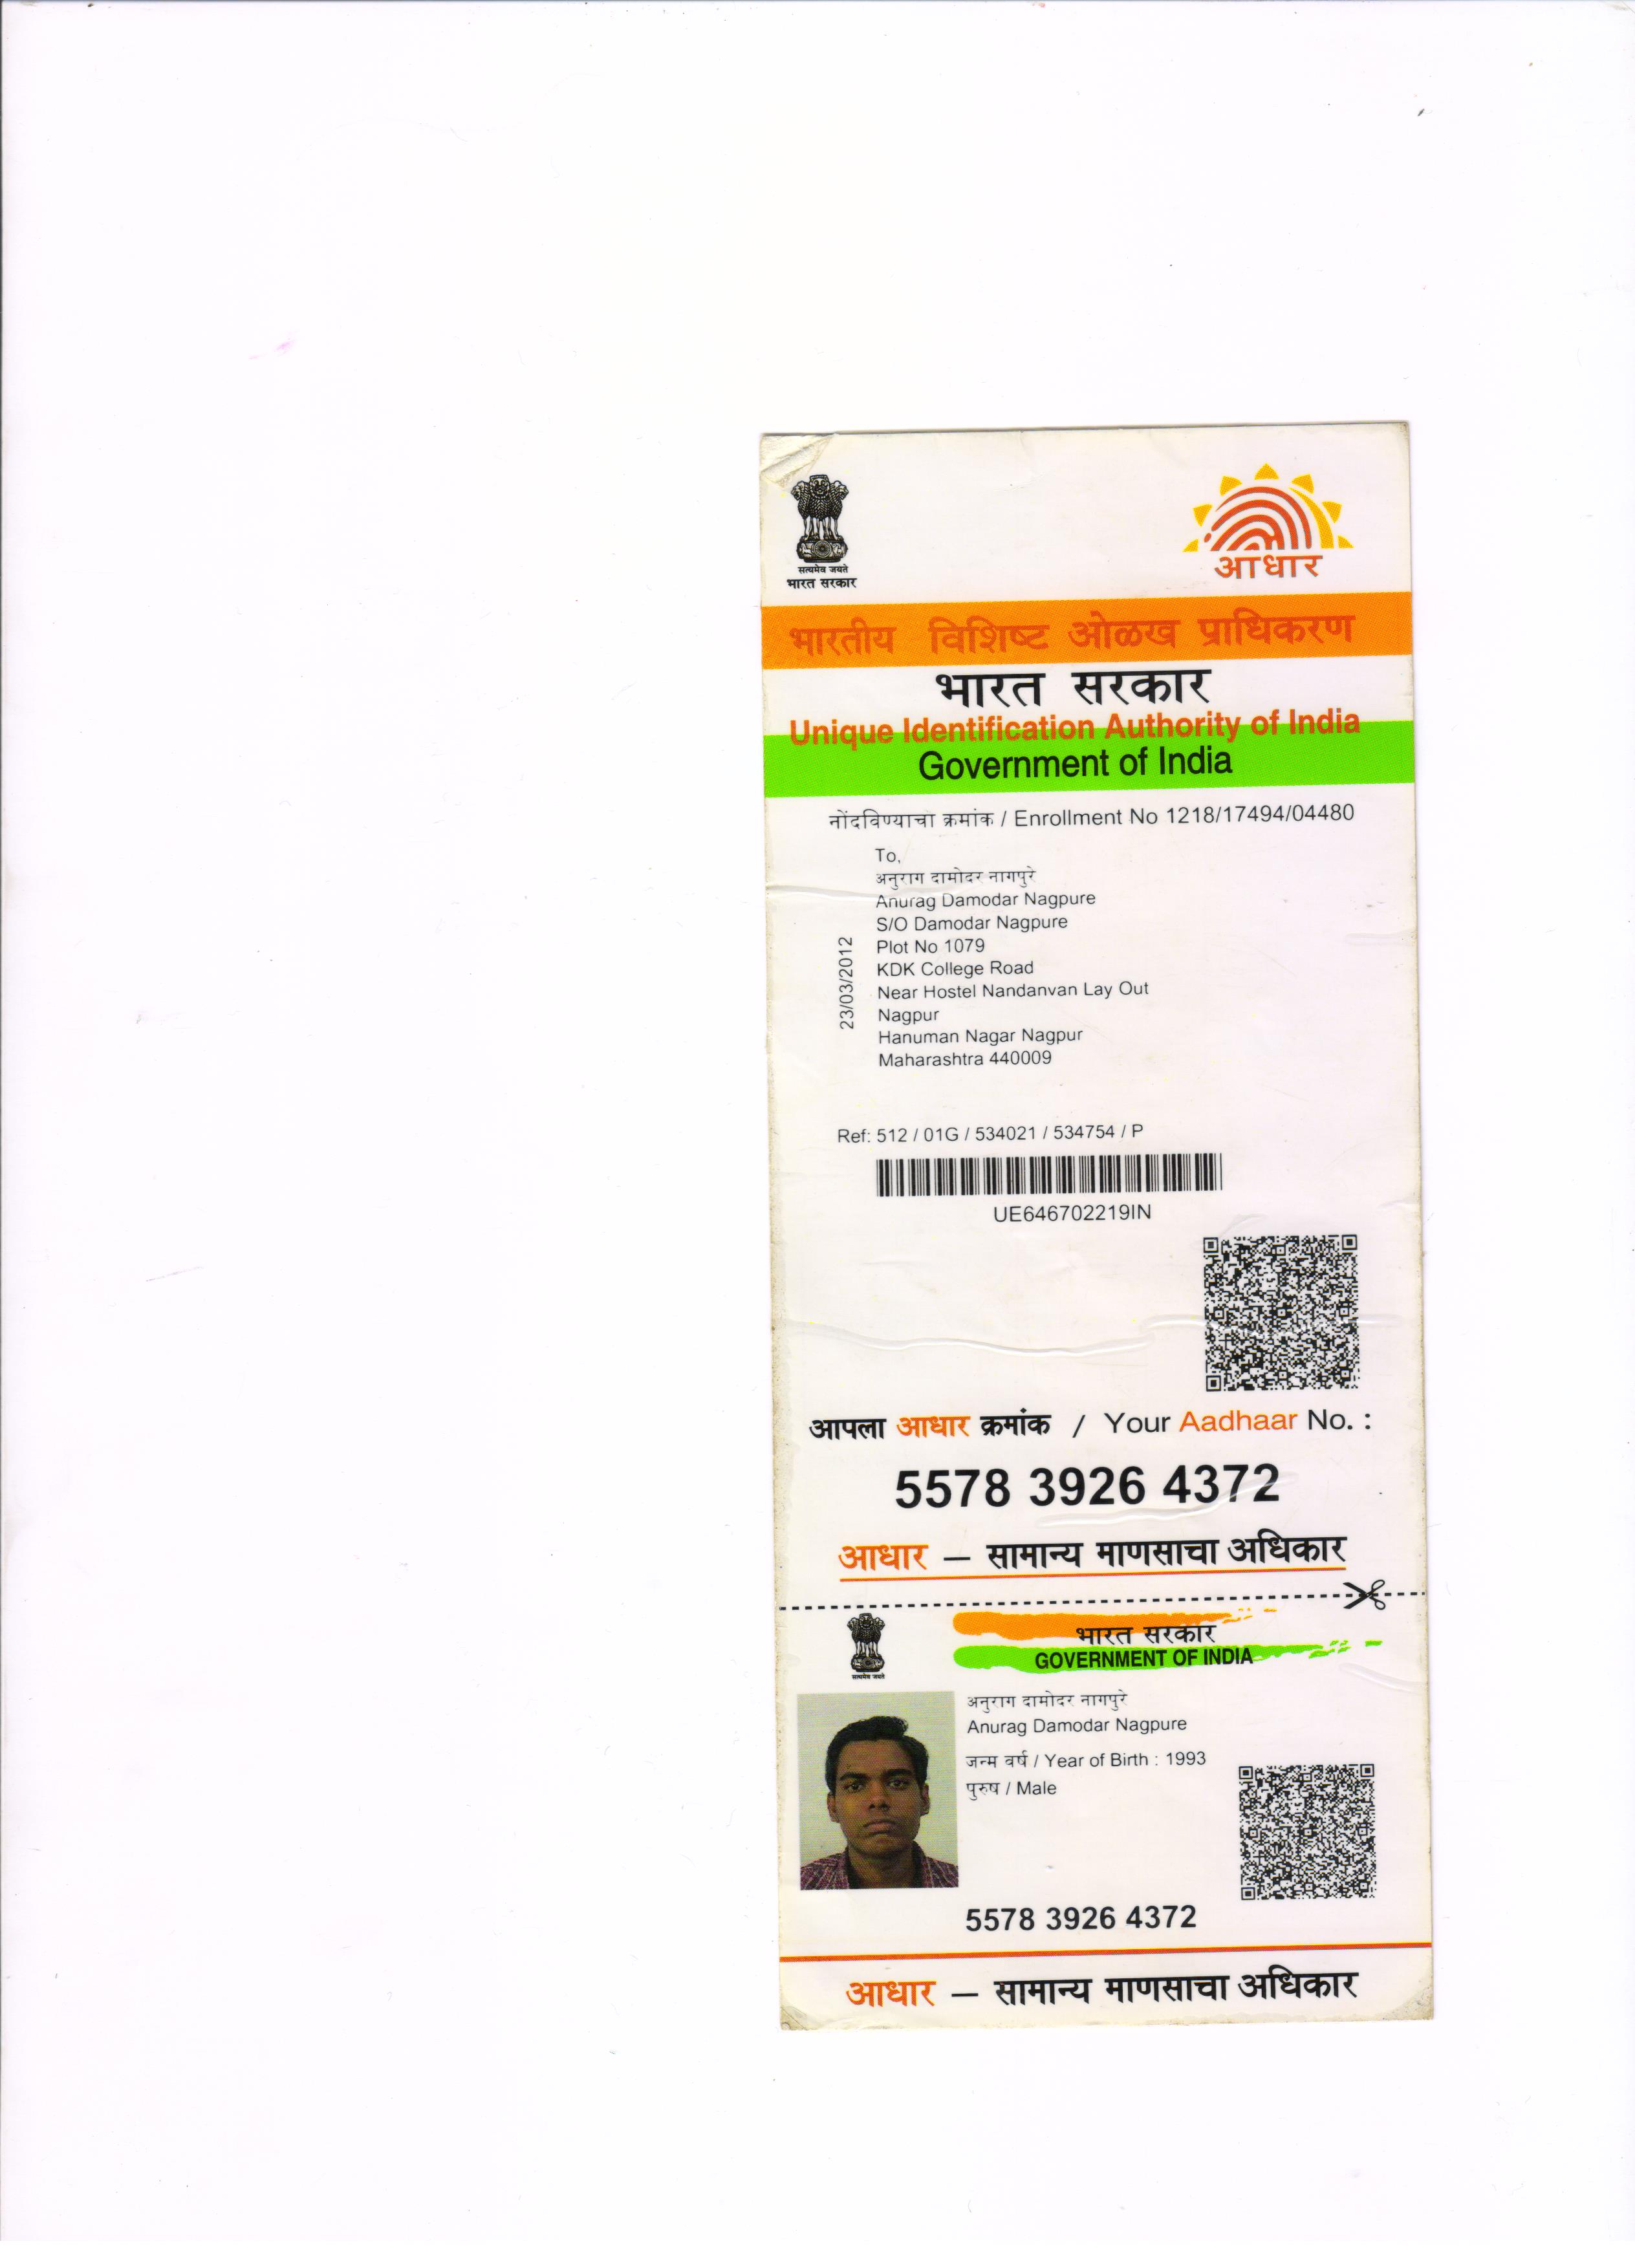 सत्यमेव जयते
भारत सरकार
आधार
भारतीय विशिष्ट ओळख प्राधिकरण
भारत सरकार
Unique Identification Authority of India
Government of India
नोंदविण्याचा क्रमांक / Enrollment No 1218/17494/04480
To,
अनुराग दामोदर नागपुरे
Anurag Damodar Nagpure
S/O Damodar Nagpure
Plot No 1079
KDK College Road
Near Hostel Nandanvan Lay Out
Nagpur
Hanuman Nagar Nagpur
Maharashtra 440009
23/03/2012
Ref: 512 / 01G / 534021 / 534754 / P
UE646702219IN
आपला आधार क्रमांक / Your Aadhaar No. :
5578 3926 4372
आधार – सामान्य माणसाचा अधिकार
सत्यमेव जयते
भारत सरकार
GOVERNMENT OF INDIA
अनुराग दामोदर नागपुरे
Anurag Damodar Nagpure
जन्म वर्ष / Year of Birth : 1993
पुरुष / Male
5578 3926 4372
आधार – सामान्य माणसाचा अधिकार